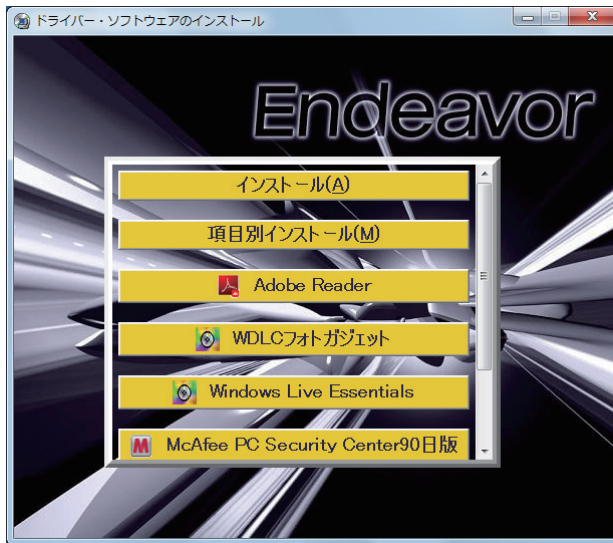 ドライバー・ソフトウェアのインストール
Endeavor
インストール(A)
項目別インストール(M)
Adobe Reader
WDLCフォトガジェット
Windows Live Essentials
McAfee PC Security Center90日版